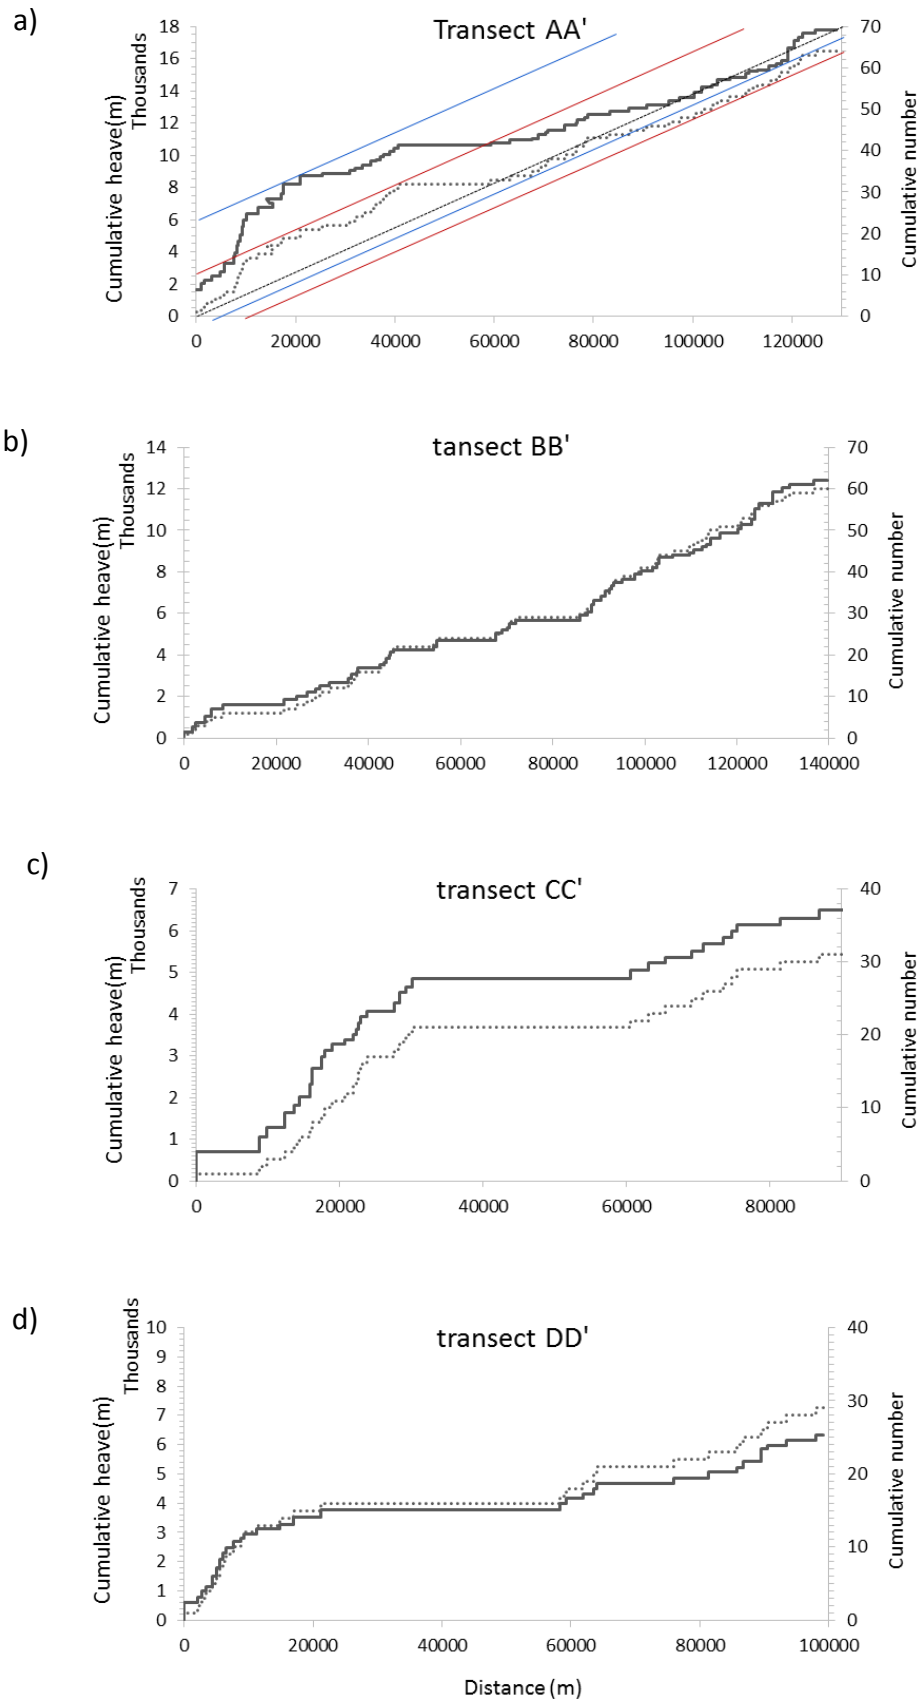 a)
Transect AA'
Cumulative heave(m)
Thousands
18
16
14
12
10
8
6
4
2
0
70
60
50
40
30
20
10
0
Cumulative number
0 20000 40000 60000 80000 100000 120000
b)
tansect BB'
Cumulative heave(m)
Thousands
14
12
10
8
6
4
2
0
70
60
50
40
30
20
10
0
Cumulative number
0 20000 40000 60000 80000 100000 120000 140000
c)
transect CC'
Cumulative heave(m)
Thousands
7
6
5
4
3
2
1
0
40
30
20
10
0
Cumulative number
0 20000 40000 60000 80000
d)
transect DD'
Cumulative heave(m)
Thousands
10
9
8
7
6
5
4
3
2
1
0
40
30
20
10
0
Cumulative number
0 20000 40000 60000 80000 100000
Distance (m)